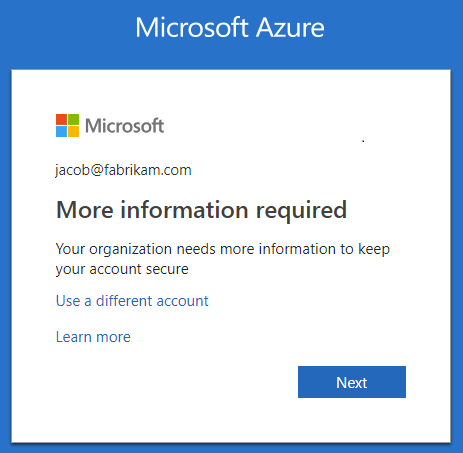 Microsoft Azure
Microsoft
jacob@fabrikam.com
More information required
Your organization needs more information to keep
your account secure
Use a different account
Learn more
Next